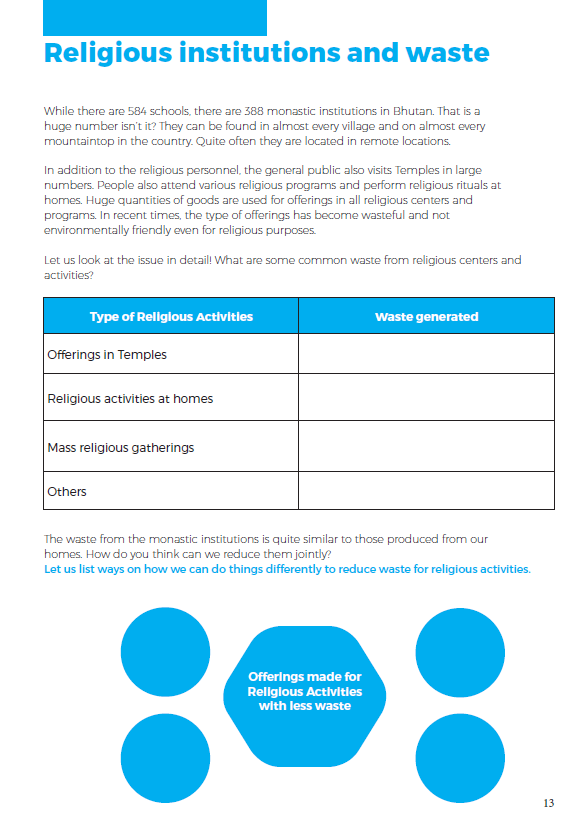 Religious institutions and waste
While there are 584 schools, there are 388 monastic institutions in Bhutan. That is a
huge number isn't it? They can be found in almost every village and on almost every
mountaintop in the country. Quite often they are located in remote locations.
In addition to the religious personnel, the general public also visits Temples in large
numbers. People also attend various religious programs and perform religious rituals at
homes. Huge quantities of goods are used for offerings in all religious centers and
programs. In recent times, the type of offerings has become wasteful and not
environmentally friendly even for religious purposes.
Let us look at the issue in detail! What are some common waste from religious centers and
activities?
Type of Religious Activities
Waste generated
Offerings in Temples
Religious activities at homes
Mass religious gatherings
Others
The waste from the monastic institutions is quite similar to those produced from our
homes. How do you think can we reduce them jointly?
Let us list ways on how we can do things differently to reduce waste for religious activities.
Offerings made for
Religious Activities
with less waste
13